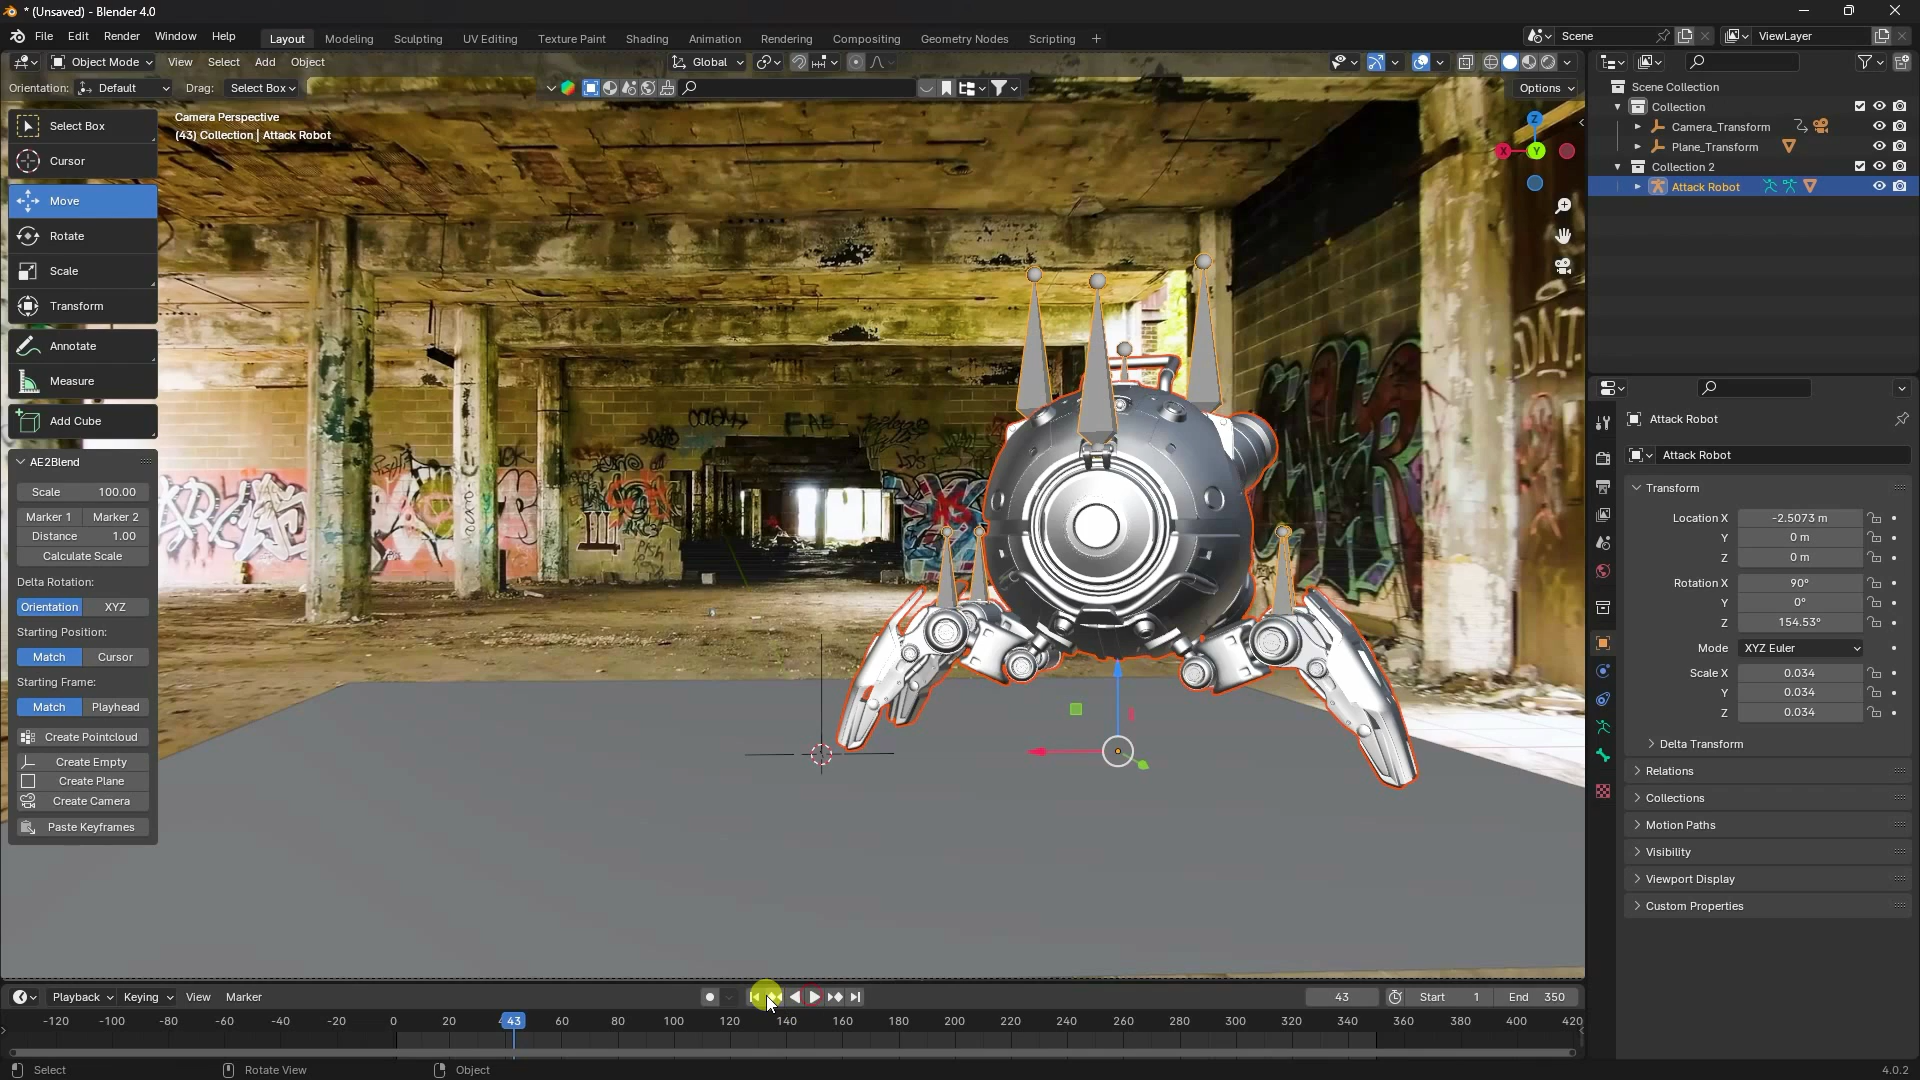 * (Unsaved) - Blender 4.0
File Edit Render Window Help
Layout Modeling Sculpting UV Editing Texture Paint Shading Animation Rendering Compositing Geometry Nodes Scripting +
Scene ViewLayer
Object Mode View Select Add Object Global
Orientation: Default Drag: Select Box Options
Camera Perspective
(43) Collection | Attack Robot
Select Box
Cursor
Move
Rotate
Scale
Transform
Annotate
Measure
Add Cube
AE2Blend
Scale 100.00
Marker 1 Marker 2
Distance 1.00
Calculate Scale
Delta Rotation:
Orientation XYZ
Starting Position:
Match Cursor
Starting Frame:
Match Playhead
Create Pointcloud
Create Empty
Create Plane
Create Camera
Paste Keyframes
Z
X Y
Scene Collection
Collection
Camera_Transform
Plane_Transform
Collection 2
Attack Robot
Attack Robot
Attack Robot
Transform
Location X -2.5073 m
Y 0 m
Z 0 m
Rotation X 90°
Y 0°
Z 154.53°
Mode XYZ Euler
Scale X 0.034
Y 0.034
Z 0.034
Delta Transform
Relations
Collections
Motion Paths
Visibility
Viewport Display
Custom Properties
Playback Keying View Marker 43 Start 1 End 350
-120 -100 -80 -60 -40 -20 0 20 43 60 80 100 120 140 160 180 200 220 240 260 280 300 320 340 360 380 400 420
Select Rotate View Object 4.0.2